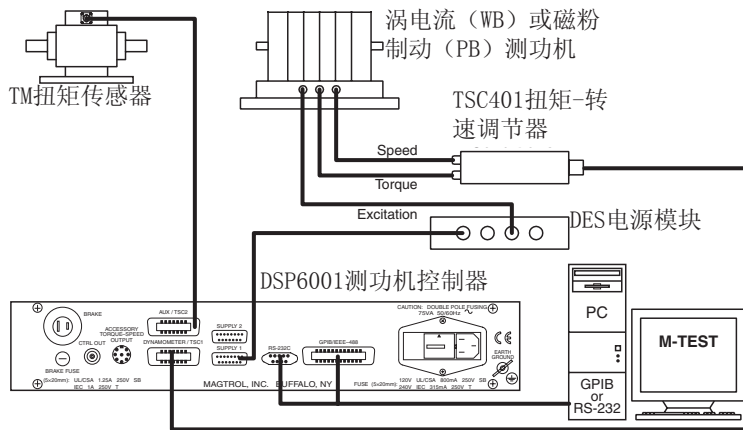 涡电流（WB）或磁粉
制动（PB）测功机
TM扭矩传感器
TSC401扭矩-转
速调节器
Speed
Torque
Excitation
DES电源模块
DSP6001测功机控制器
BRAKE
AUX / TSC2
CAUTION: DOUBLE POLE FUSING
75VA 50/60Hz
ACCESSORY
TORQUE–SPEED
OUTPUT
SUPPLY 2
CTRL OUT
DYNAMOMETER / TSC1
SUPPLY 1
RS-232C
GPIB/IEEE-488
EARTH
GROUND
CE
BRAKE FUSE
(5x20mm): UL/CSA 1.25A 250V SB
IEC 1A 250V T
MAGTROL, INC. BUFFALO, NY
FUSE (5x20mm): 120V UL/CSA 800mA 250V SB
240V IEC 315mA 250V T
PC
GPIB
or
RS-232
M-TEST